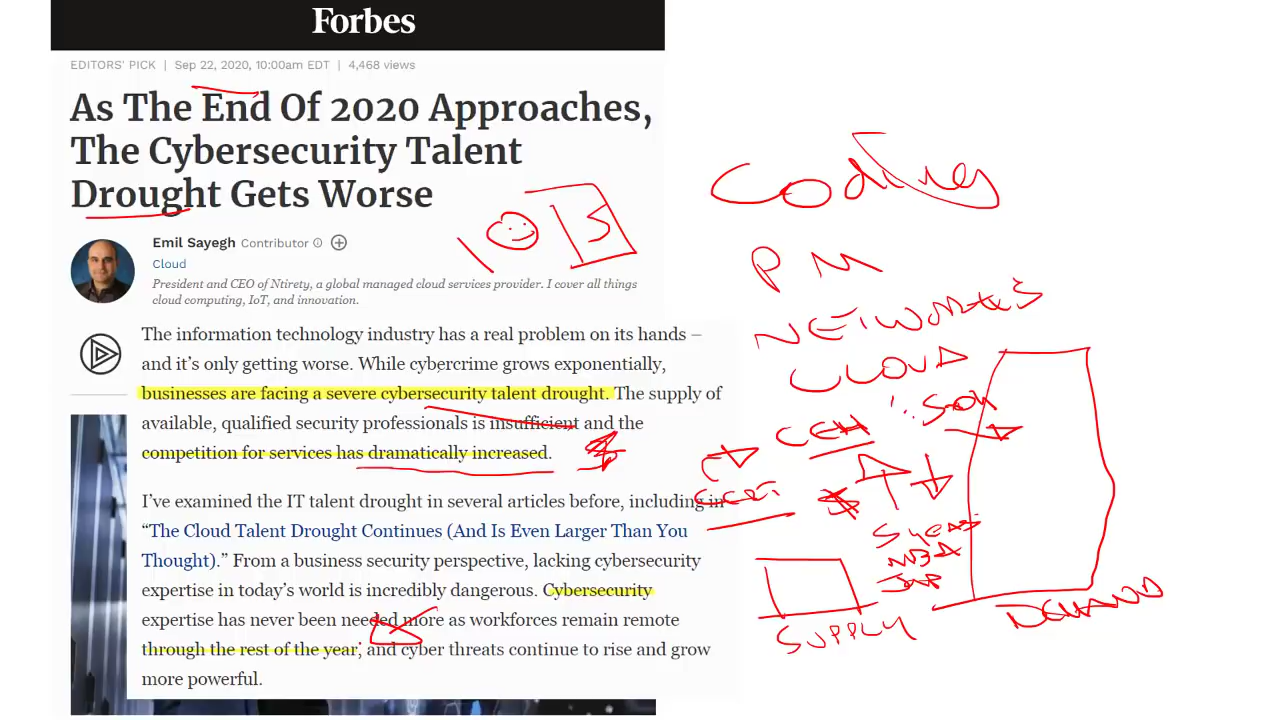 Forbes
EDITORS' PICK | Sep 22, 2020, 10:00am EDT | 4,468 views
As The End Of 2020 Approaches,
The Cybersecurity Talent
Drought Gets Worse
Emil Sayegh Contributor
Cloud
President and CEO of Ntirety, a global managed cloud services provider. I cover all things
cloud computing, IoT, and innovation.
The information technology industry has a real problem on its hands –
and it's only getting worse. While cybercrime grows exponentially,
businesses are facing a severe cybersecurity talent drought. The supply of
available, qualified security professionals is insufficient and the
competition for services has dramatically increased.
I've examined the IT talent drought in several articles before, including in
"The Cloud Talent Drought Continues (And Is Even Larger Than You
Thought)." From a business security perspective, lacking cybersecurity
expertise in today's world is incredibly dangerous. Cybersecurity
expertise has never been needed more as workforces remain remote
through the rest of the year, and cyber threats continue to rise and grow
more powerful.
S
Coding
PM
NETWORKS
CLOUD
CEH
SUPPLY
DEMAND